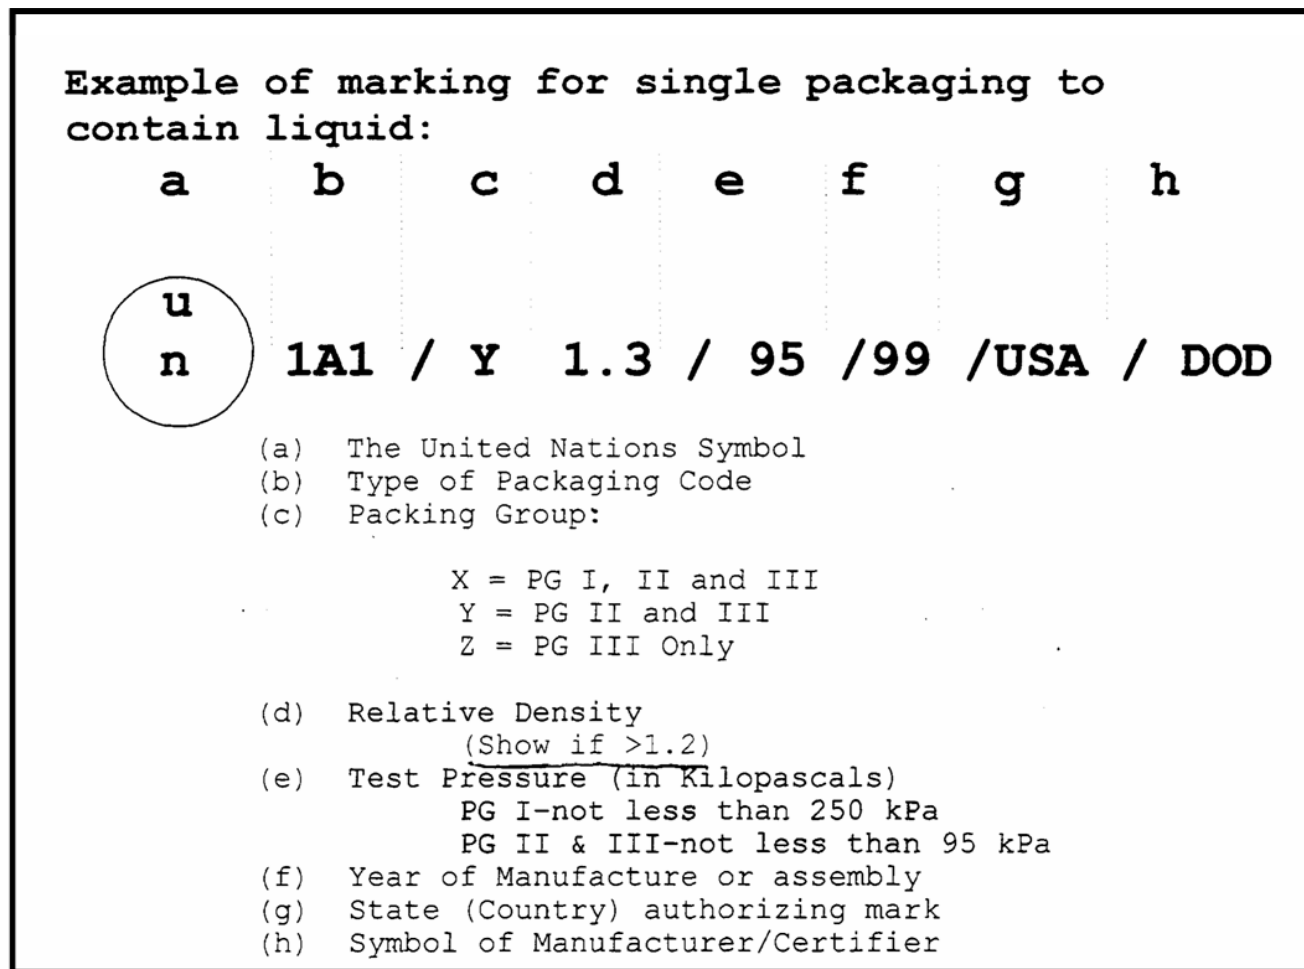 Example of marking for single packaging to
contain liquid:
a b c d e f g h
u
n 1A1 / Y 1.3 / 95 /99 /USA / DOD
(a) The United Nations Symbol
(b) Type of Packaging Code
(c) Packing Group:
X = PG I, II and III
Y = PG II and III
Z = PG III Only
(d) Relative Density
(Show if >1.2)
(e) Test Pressure (in Kilopascals)
PG I-not less than 250 kPa
PG II & III-not less than 95 kPa
(f) Year of Manufacture or assembly
(g) State (Country) authorizing mark
(h) Symbol of Manufacturer/Certifier